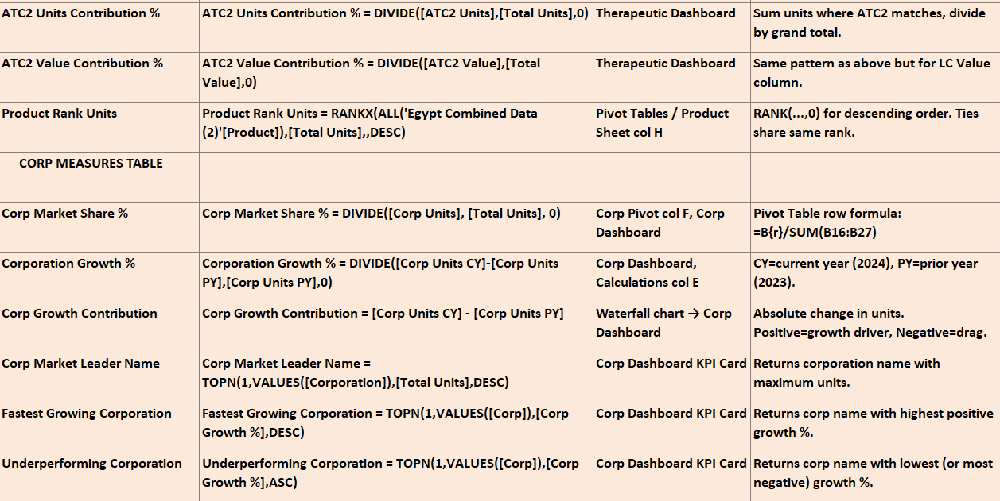 ATC2 Units Contribution %
ATC2 Units Contribution % = DIVIDE([ATC2 Units],[Total Units],0)
Therapeutic Dashboard
Sum units where ATC2 matches, divide
by grand total.
ATC2 Value Contribution %
ATC2 Value Contribution % = DIVIDE([ATC2 Value],[Total
Value],0)
Therapeutic Dashboard
Same pattern as above but for LC Value
column.
Product Rank Units
Product Rank Units = RANKX(ALL('Egypt Combined Data
(2)'[Product]),[Total Units],,DESC)
Pivot Tables / Product
Sheet col H
RANK(...,0) for descending order. Ties
share same rank.
— CORP MEASURES TABLE —
Corp Market Share %
Corp Market Share % = DIVIDE([Corp Units], [Total Units], 0)
Corp Pivot col F, Corp
Dashboard
Pivot Table row formula:
=B{r}/SUM(B16:B27)
Corporation Growth %
Corporation Growth % = DIVIDE([Corp Units CY]-[Corp Units
PY],[Corp Units PY],0)
Corp Dashboard,
Calculations col E
CY=current year (2024), PY=prior year
(2023).
Corp Growth Contribution
Corp Growth Contribution = [Corp Units CY] - [Corp Units PY]
Waterfall chart → Corp
Dashboard
Absolute change in units.
Positive=growth driver, Negative=drag.
Corp Market Leader Name
Corp Market Leader Name =
TOPN(1,VALUES([Corporation]),[Total Units],DESC)
Corp Dashboard KPI Card
Returns corporation name with
maximum units.
Fastest Growing Corporation
Fastest Growing Corporation = TOPN(1,VALUES([Corp]),[Corp
Growth %],DESC)
Corp Dashboard KPI Card
Returns corp name with highest positive
growth %.
Underperforming Corporation
Underperforming Corporation = TOPN(1,VALUES([Corp]),[Corp
Growth %],ASC)
Corp Dashboard KPI Card
Returns corp name with lowest (or most
negative) growth %.